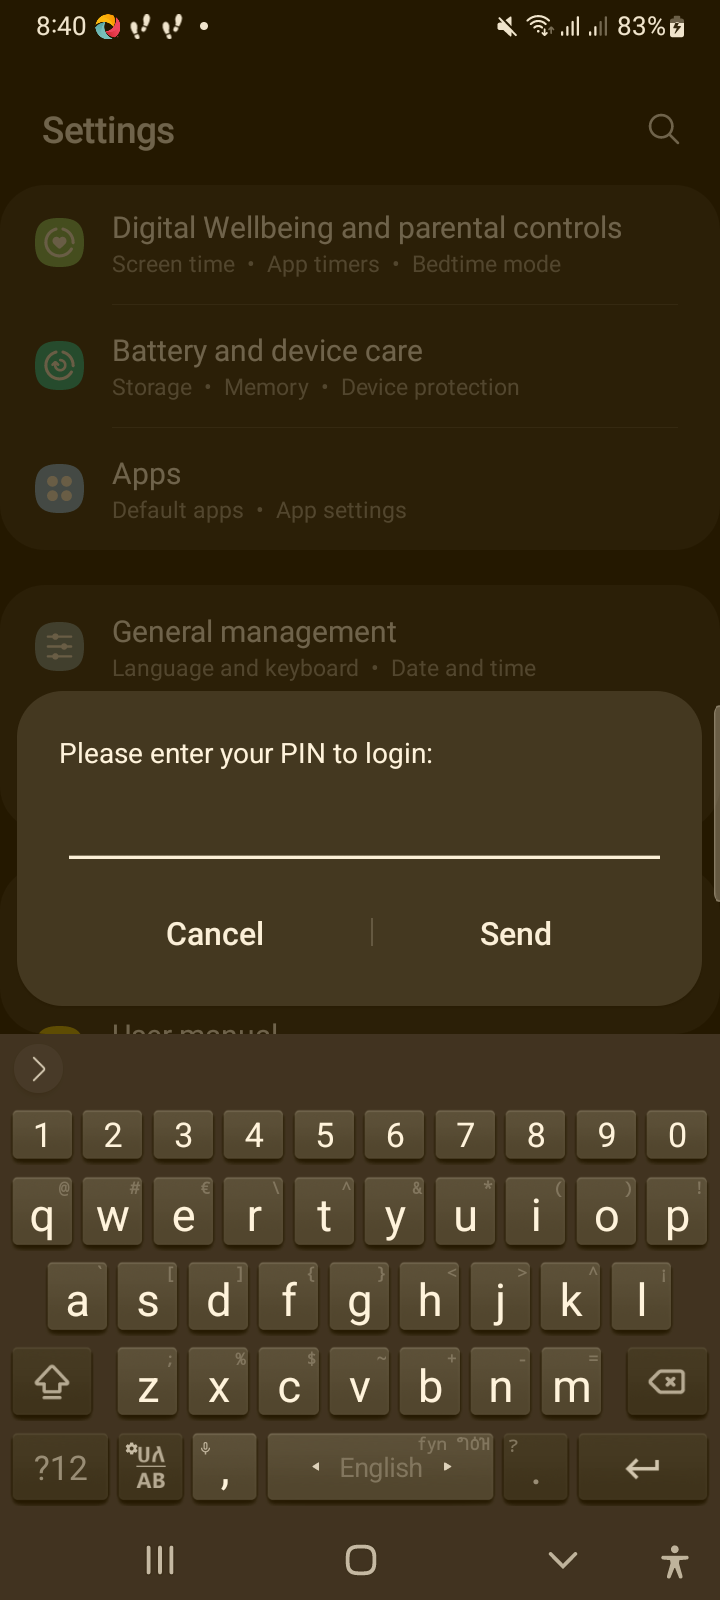 8:40 83%
Settings
Digital Wellbeing and parental controls
Screen time • App timers • Bedtime mode
Battery and device care
Storage • Memory • Device protection
Apps
Default apps • App settings
General management
Language and keyboard • Date and time
Please enter your PIN to login:
Cancel Send
User manual
1 2 3 4 5 6 7 8 9 0
@ # € \ ^ & * ( ) !
q w e r t y u i o p
` [ ] { } < > ^ ¡
a s d f g h j k l
; % $ ~ + - =
z x c v b n m
?12 AB , English fyn ?
.